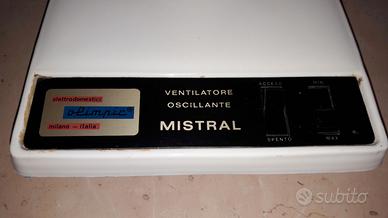 elettrodomestici
olimpic
milano - italia
VENTILATORE
OSCILLANTE
MISTRAL
ACCESO
MIN
SPENTO
MAX
subito